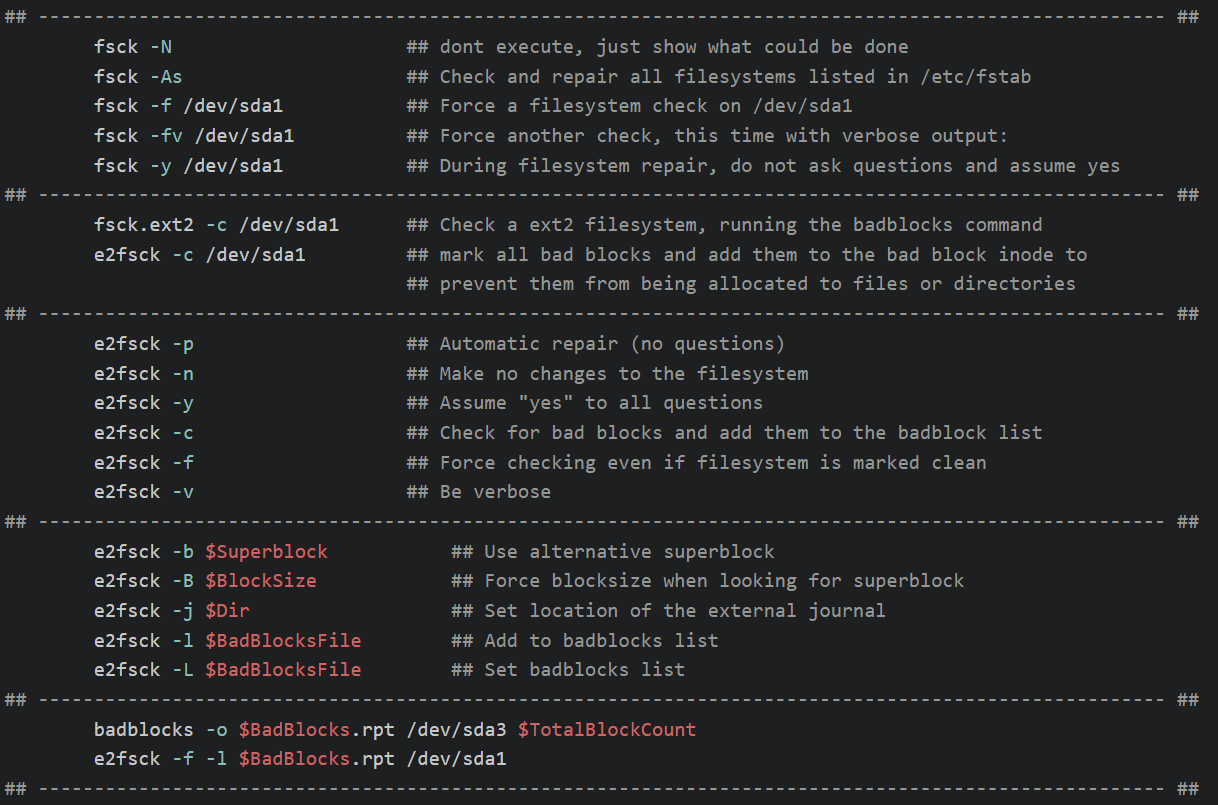 ## ----------------------------------------------------------------------------------------------------- ##
fsck -N ## dont execute, just show what could be done
fsck -As ## Check and repair all filesystems listed in /etc/fstab
fsck -f /dev/sda1 ## Force a filesystem check on /dev/sda1
fsck -fv /dev/sda1 ## Force another check, this time with verbose output:
fsck -y /dev/sda1 ## During filesystem repair, do not ask questions and assume yes
## ----------------------------------------------------------------------------------------------------- ##
fsck.ext2 -c /dev/sda1 ## Check a ext2 filesystem, running the badblocks command
e2fsck -c /dev/sda1 ## mark all bad blocks and add them to the bad block inode to
## prevent them from being allocated to files or directories
## ----------------------------------------------------------------------------------------------------- ##
e2fsck -p ## Automatic repair (no questions)
e2fsck -n ## Make no changes to the filesystem
e2fsck -y ## Assume "yes" to all questions
e2fsck -c ## Check for bad blocks and add them to the badblock list
e2fsck -f ## Force checking even if filesystem is marked clean
e2fsck -v ## Be verbose
## ----------------------------------------------------------------------------------------------------- ##
e2fsck -b $Superblock ## Use alternative superblock
e2fsck -B $BlockSize ## Force blocksize when looking for superblock
e2fsck -j $Dir ## Set location of the external journal
e2fsck -l $BadBlocksFile ## Add to badblocks list
e2fsck -L $BadBlocksFile ## Set badblocks list
## ----------------------------------------------------------------------------------------------------- ##
badblocks -o $BadBlocks.rpt /dev/sda3 $TotalBlockCount
e2fsck -f -l $BadBlocks.rpt /dev/sda1
## ----------------------------------------------------------------------------------------------------- ##